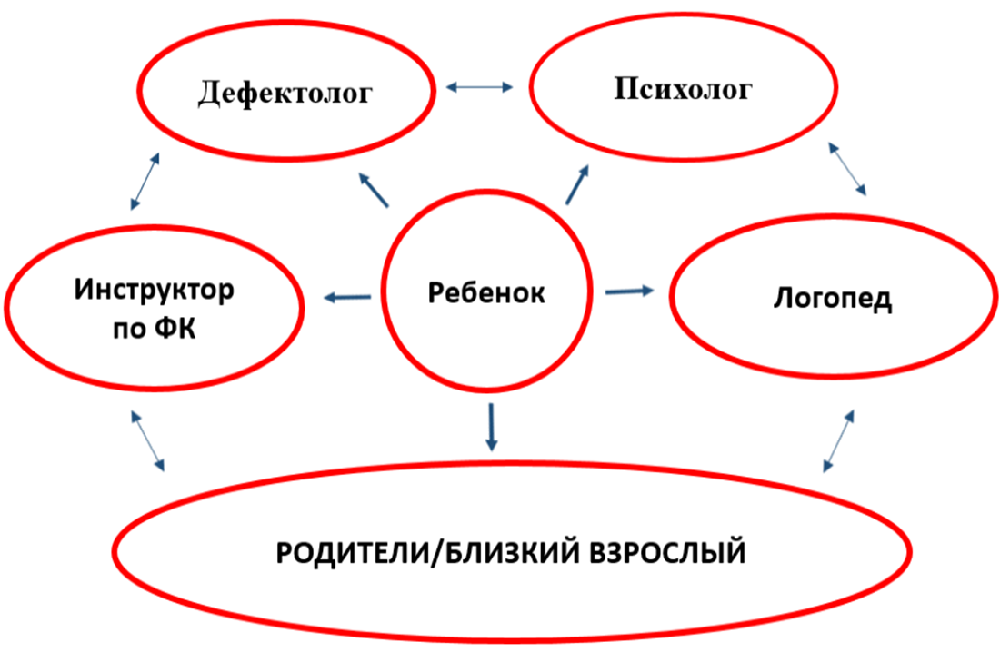 Дефектолог
Психолог
Инструктор
по ФК
Ребенок
Логопед
РОДИТЕЛИ/БЛИЗКИЙ ВЗРОСЛЫЙ